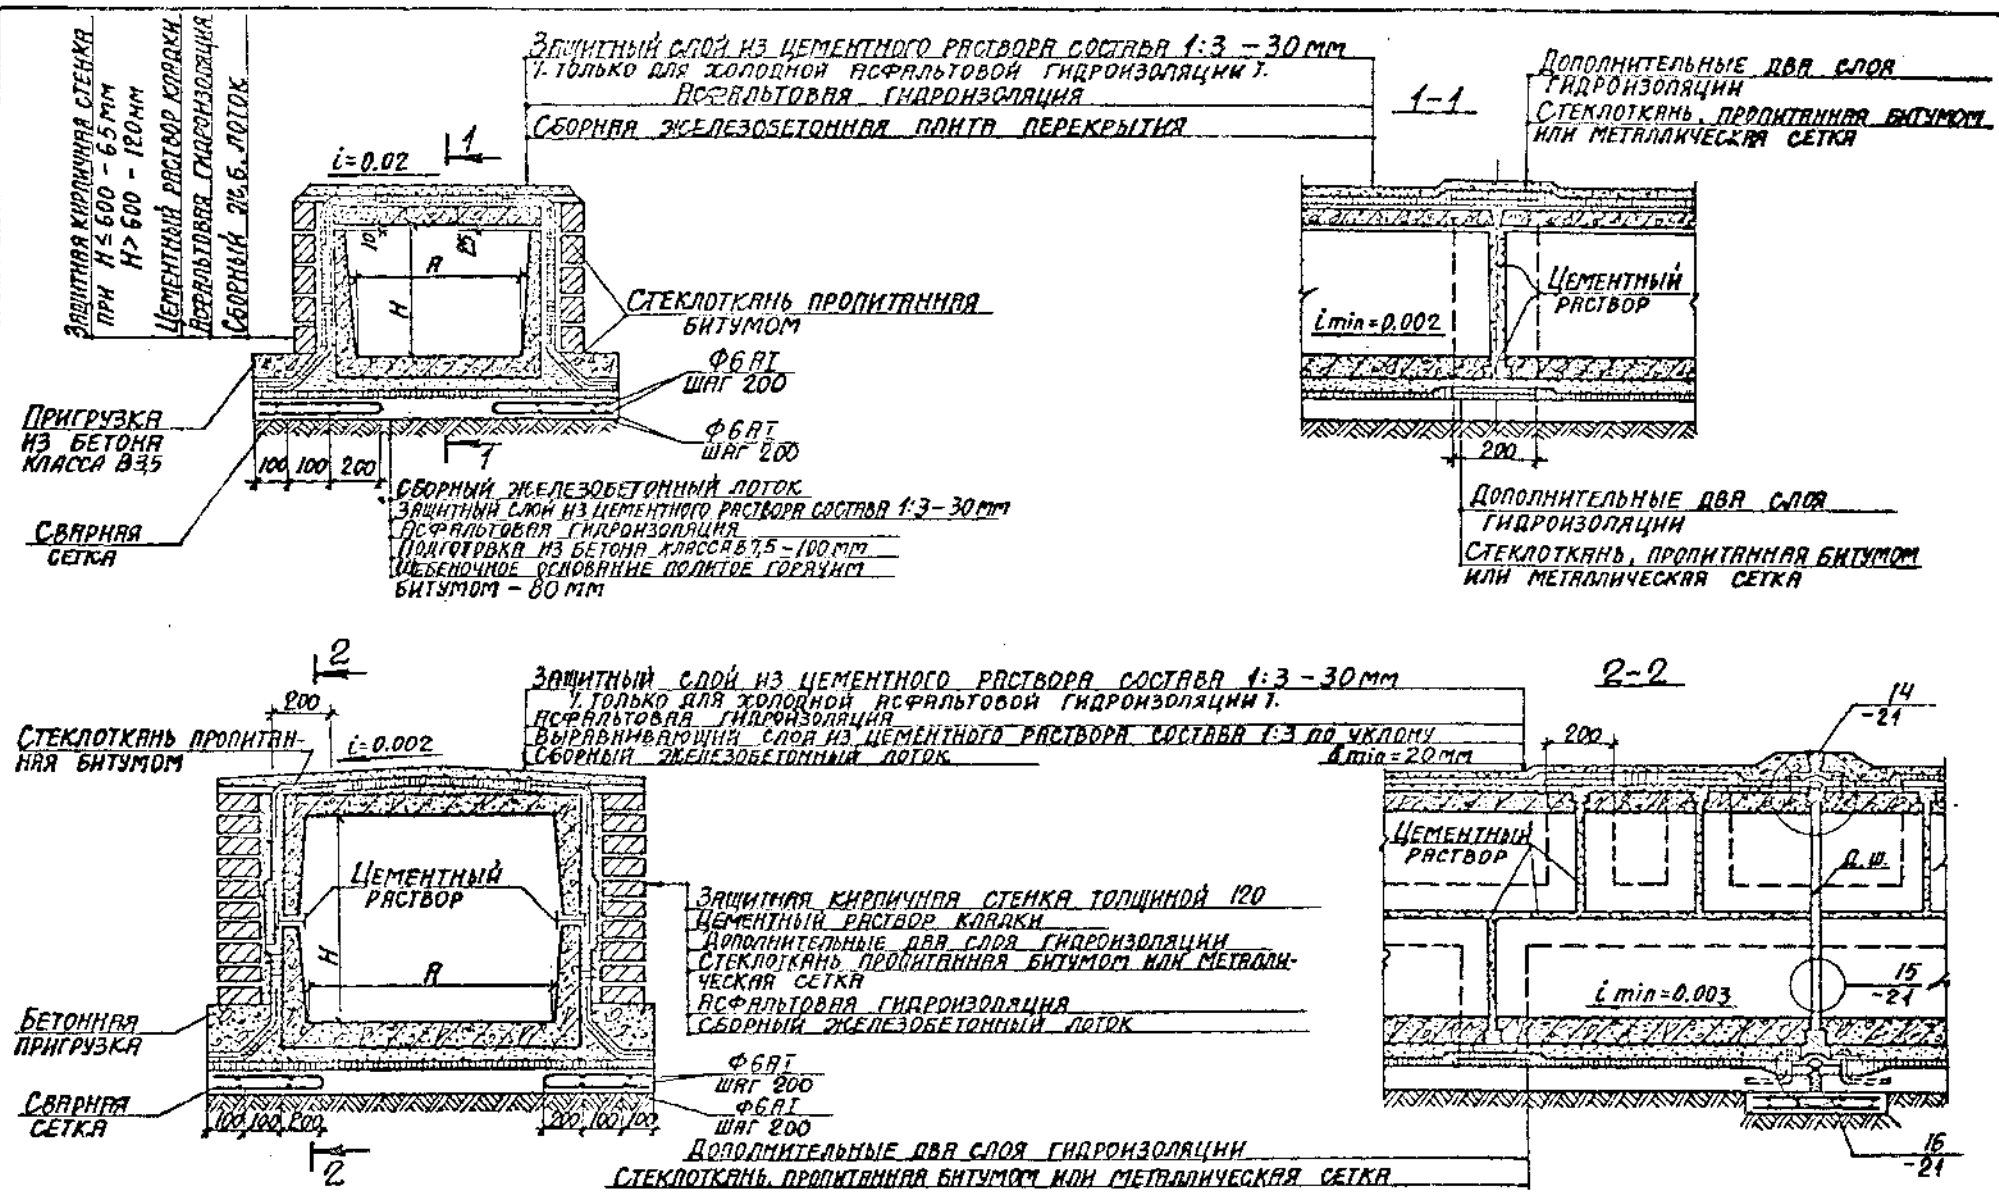 Защитная кирпичная стенка
при H≤600 - 65мм
H>600 - 120мм
Цементный раствор кладки
Асфальтовая гидроизоляция
Сборный ж.б. лоток
Защитный слой из цементного раствора состава 1:3 - 30мм
/. только для холодной асфальтовой гидроизоляции /.
Асфальтовая гидроизоляция
Сборная железобетонная плита перекрытия
1
i=0.02
10
25
A
H
Стеклоткань пропитанная
битумом
Ф6АI
шаг 200
Ф6АI
шаг 200
Пригрузка
из бетона
класса В3,5
Сварная
сетка
100 100 200
1
Сборный железобетонный лоток
Защитный слой из цементного раствора состава 1:3-30мм
Асфальтовая гидроизоляция
Подготовка из бетона класса В7,5-100мм
Щебеночное основание политое горячим
битумом - 80мм
1-1
Дополнительные два слоя
гидроизоляции
Стеклоткань, пропитанная битумом
или металлическая сетка
Цементный
раствор
i min=0.002
200
Дополнительные два слоя
гидроизоляции
Стеклоткань, пропитанная битумом
или металлическая сетка
2
200
Стеклоткань пропитан-
ная битумом
i=0.002
Защитный слой из цементного раствора состава 1:3 - 30мм
/. только для холодной асфальтовой гидроизоляции /.
Асфальтовая гидроизоляция
Выравнивающий слой из цементного раствора состава 1:3 по уклону
Сборный железобетонный лоток
δmin=20мм
Цементный
раствор
H
A
Защитная кирпичная стенка толщиной 120
Цементный раствор кладки
Дополнительные два слоя гидроизоляции
Стеклоткань пропитанная битумом или металли-
ческая сетка
Асфальтовая гидроизоляция
Сборный железобетонный лоток
Бетонная
пригрузка
Сварная
сетка
Ф6АI
шаг 200
Ф6АI
шаг 200
100 100 200
200 100 100
2
Дополнительные два слоя гидроизоляции
Стеклоткань, пропитанная битумом или металлическая сетка
2-2
14
-21
200
Цементный
раствор
Д.Ш.
i min=0.003
15
-21
16
-21